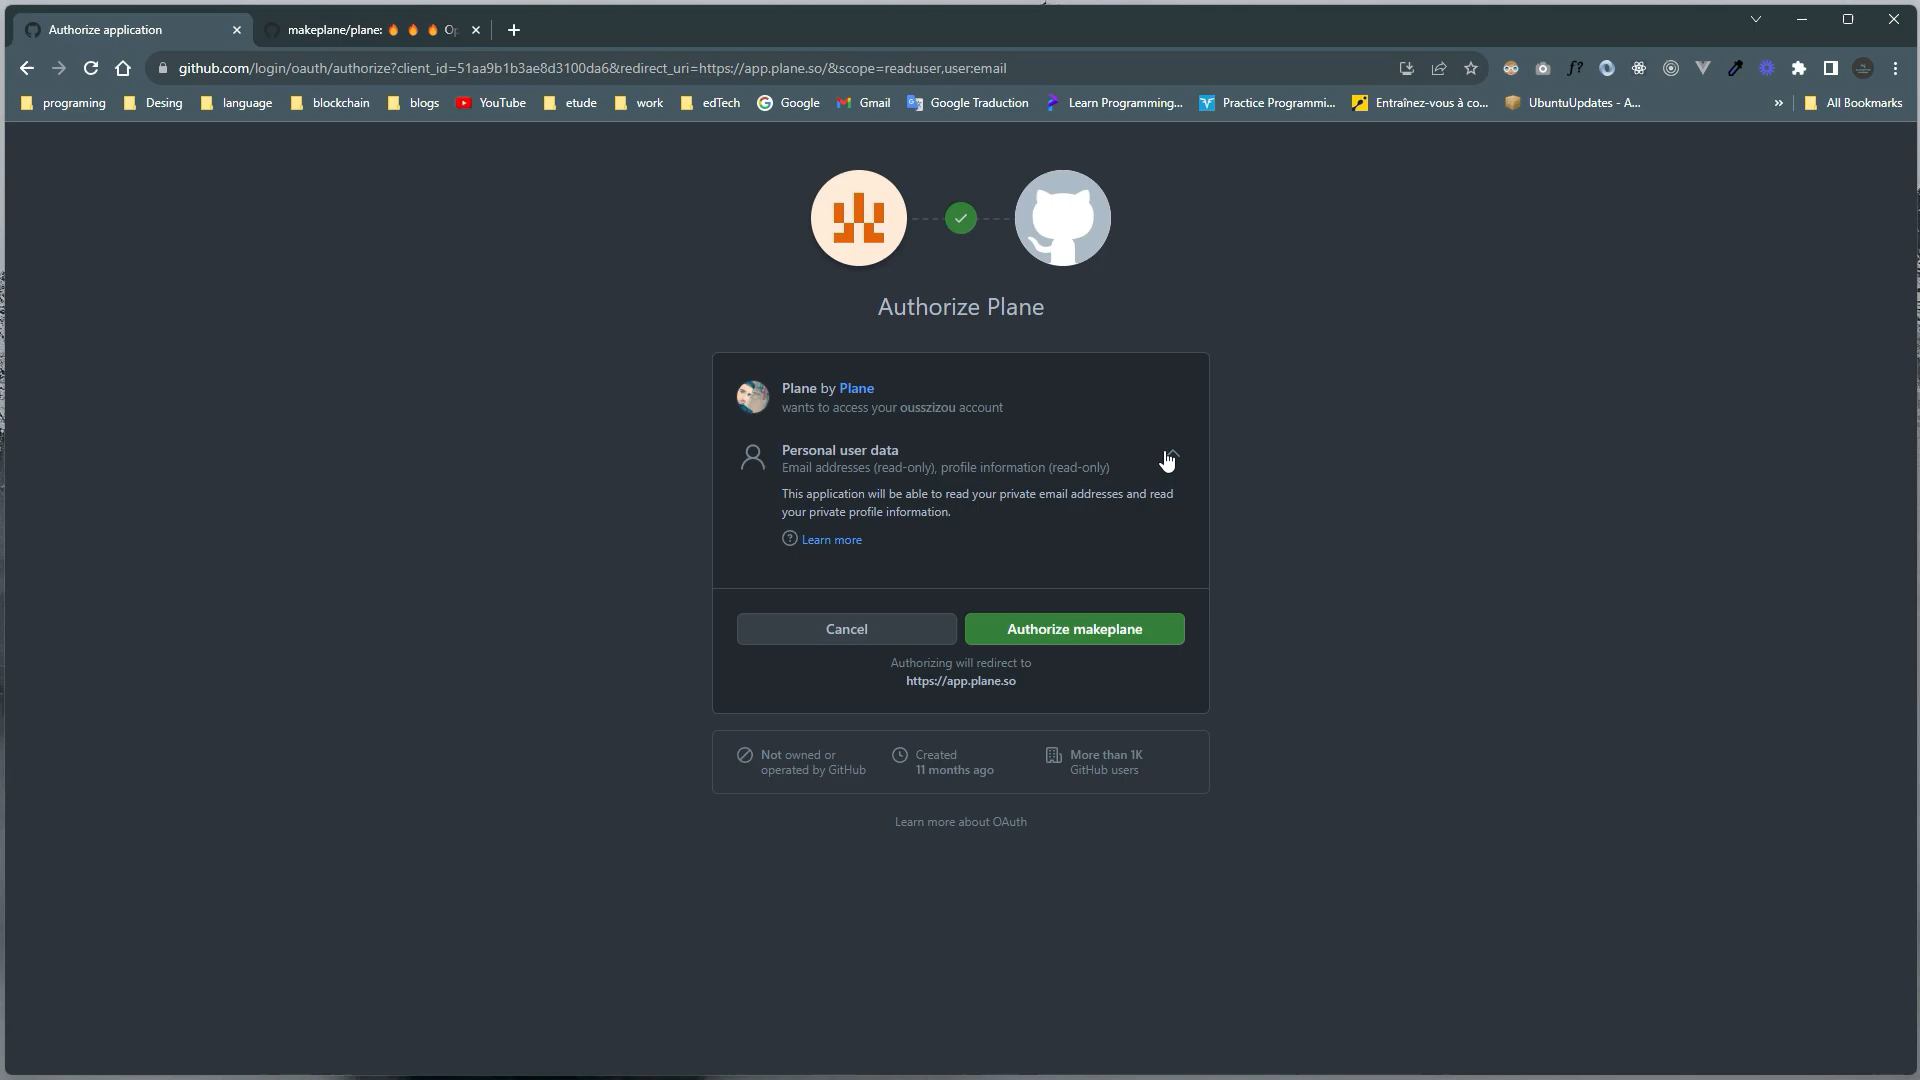 Authorize application
makeplane/plane: 🔥 🔥 🔥 Op
github.com/login/oauth/authorize?client_id=51aa9b1b3ae8d3100da6&redirect_uri=https://app.plane.so/&scope=read:user,user:email
programing Desing language blockchain blogs YouTube etude work edTech Google Gmail Google Traduction Learn Programming... Practice Programmi... Entraînez-vous à co... UbuntuUpdates - A... » All Bookmarks
Authorize Plane
Plane by Plane
wants to access your ousszizou account
Personal user data
Email addresses (read-only), profile information (read-only)
This application will be able to read your private email addresses and read
your private profile information.
Learn more
Cancel
Authorize makeplane
Authorizing will redirect to
https://app.plane.so
Not owned or
operated by GitHub
Created
11 months ago
More than 1K
GitHub users
Learn more about OAuth